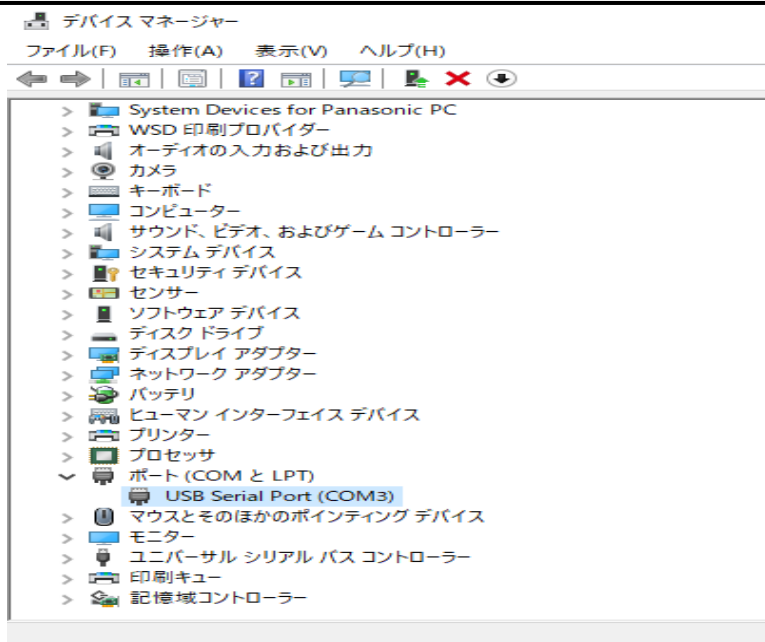 デバイス マネージャー
ファイル(F) 操作(A) 表示(V) ヘルプ(H)
System Devices for Panasonic PC
WSD 印刷プロバイダー
オーディオの入力および出力
カメラ
キーボード
コンピューター
サウンド、ビデオ、およびゲーム コントローラー
システム デバイス
セキュリティ デバイス
センサー
ソフトウェア デバイス
ディスク ドライブ
ディスプレイ アダプター
ネットワーク アダプター
バッテリ
ヒューマン インターフェイス デバイス
プリンター
プロセッサ
ポート (COM と LPT)
USB Serial Port (COM3)
マウスとそのほかのポインティング デバイス
モニター
ユニバーサル シリアル バス コントローラー
印刷キュー
記憶域コントローラー